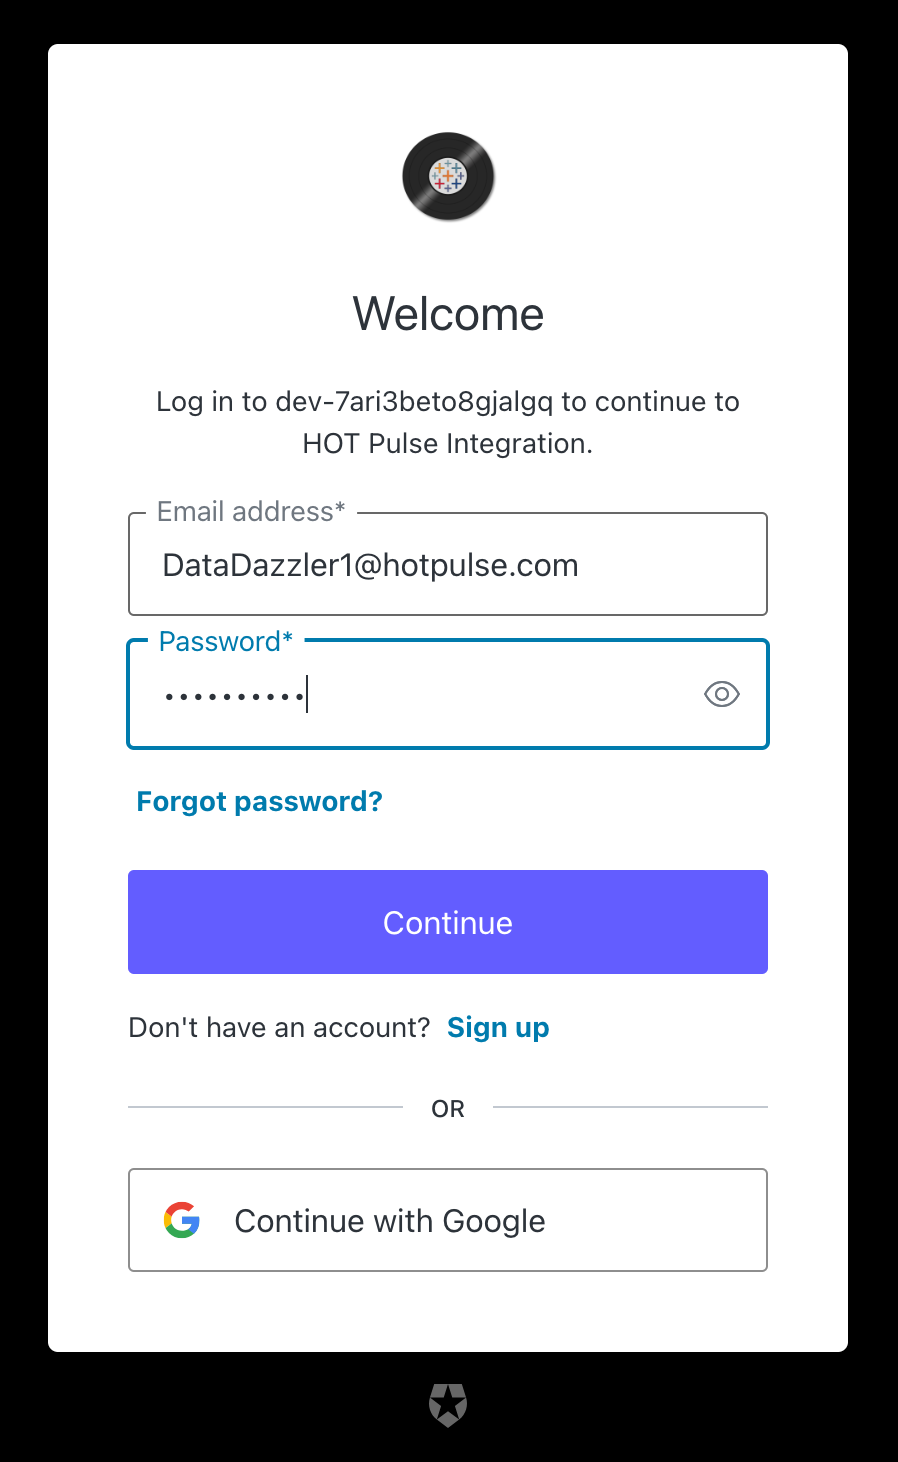 Welcome
Log in to dev-7ari3beto8gjalgq to continue to
HOT Pulse Integration.
Email address*
DataDazzler1@hotpulse.com
Password*
••••••••••
Forgot password?
Continue
Don't have an account? Sign up
OR
Continue with Google